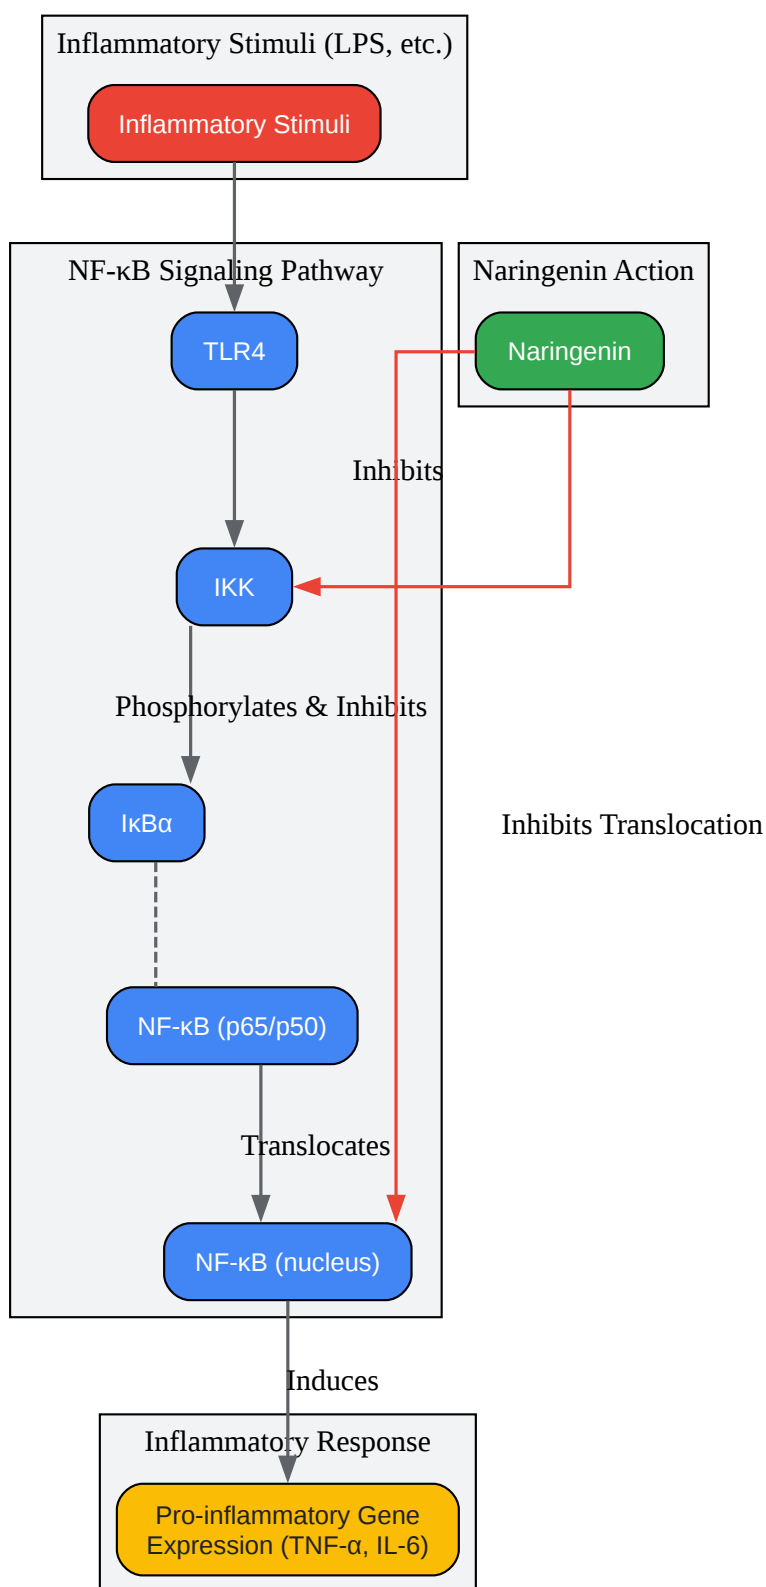 Inflammatory Stimuli (LPS, etc.)
Inflammatory Stimuli
NF-κB Signaling Pathway
Naringenin Action
TLR4
Naringenin
Inhibits
IKK
Phosphorylates & Inhibits
IκBα
Inhibits Translocation
NF-κB (p65/p50)
Translocates
NF-κB (nucleus)
Induces
Inflammatory Response
Pro-inflammatory Gene
Expression (TNF-α, IL-6)